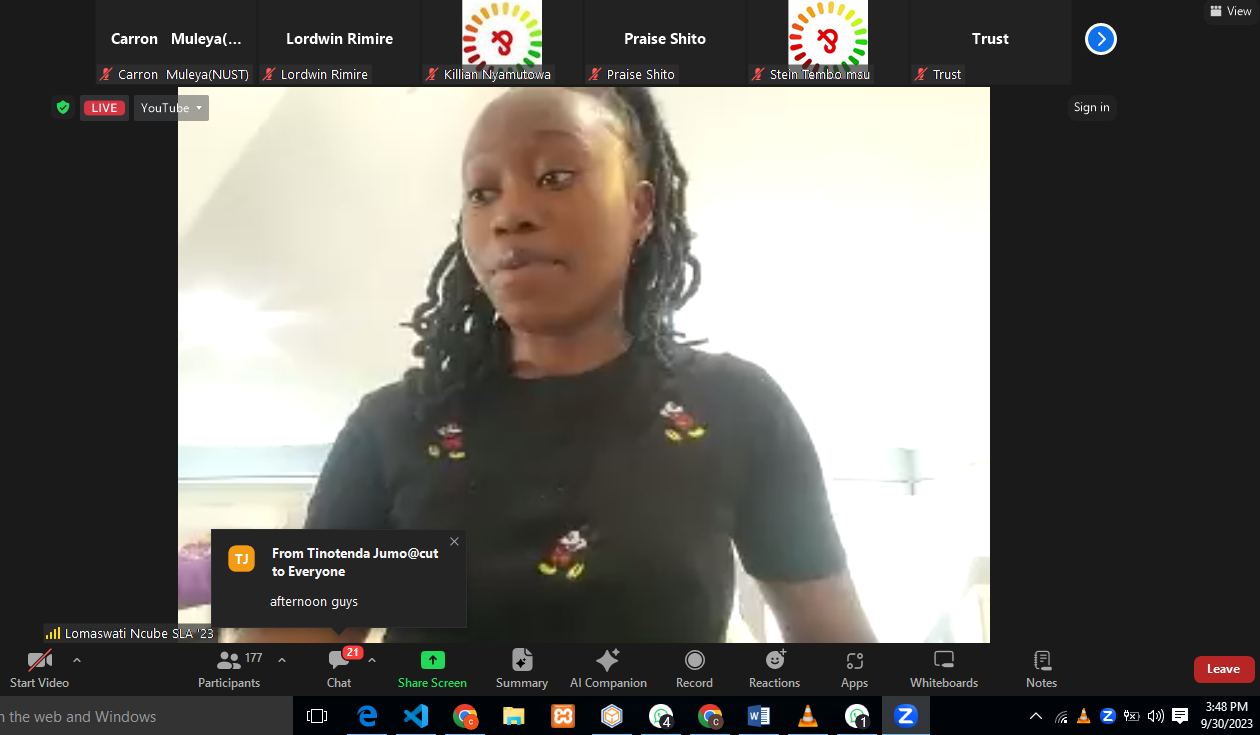 View
Carron Muleya(...
Lordwin Rimire
Praise Shito
Trust
Carron Muleya(NUST)
Lordwin Rimire
Killian Nyamutowa
Praise Shito
Stein Tembo msu
Trust
LIVE
YouTube
Sign in
TJ
From Tinotenda Jumo@cut
to Everyone
afternoon guys
Lomaswati Ncube SLA '23
177
21
Start Video
Participants
Chat
Share Screen
Summary
AI Companion
Record
Reactions
Apps
Whiteboards
Notes
Leave
n the web and Windows
4
1
3:48 PM
9/30/2023